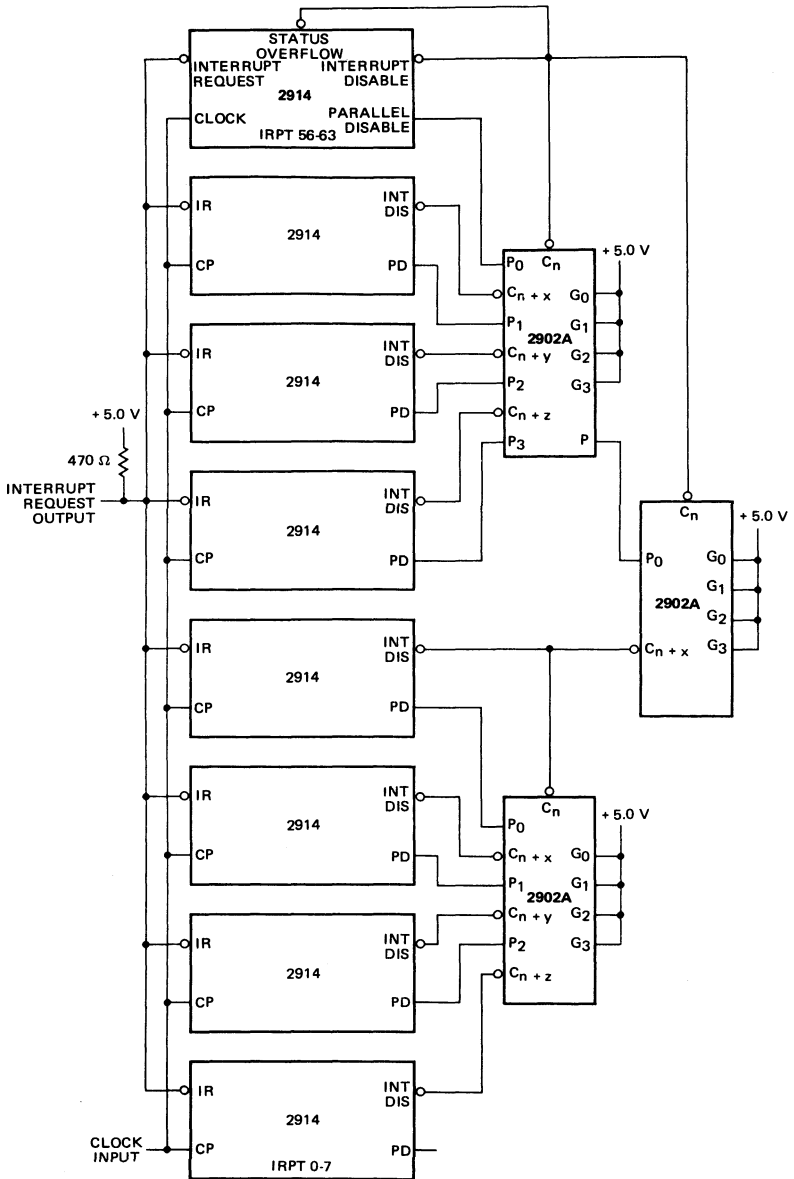 STATUS
OVERFLOW
INTERRUPT INTERRUPT
REQUEST DISABLE
2914
CLOCK PARALLEL
DISABLE
IRPT 56-63
IR INT
DIS
2914
CP PD
IR INT
DIS
2914
CP PD
IR INT
DIS
2914
CP PD
+ 5.0 V
470 Ω
INTERRUPT
REQUEST
OUTPUT
P0 Cn
Cn + x G0
P1 G1
2902A
Cn + y G2
P2 G3
Cn + z
P3 P
+ 5.0 V
Cn
+ 5.0 V
P0 G0
G1
2902A
G2
Cn + x G3
IR INT
DIS
2914
CP PD
IR INT
DIS
2914
CP PD
IR INT
DIS
2914
CP PD
IR INT
DIS
2914
CP PD
IRPT 0-7
CLOCK
INPUT
Cn
P0
+ 5.0 V
Cn + x G0
P1 G1
2902A
Cn + y G2
P2 G3
Cn + z